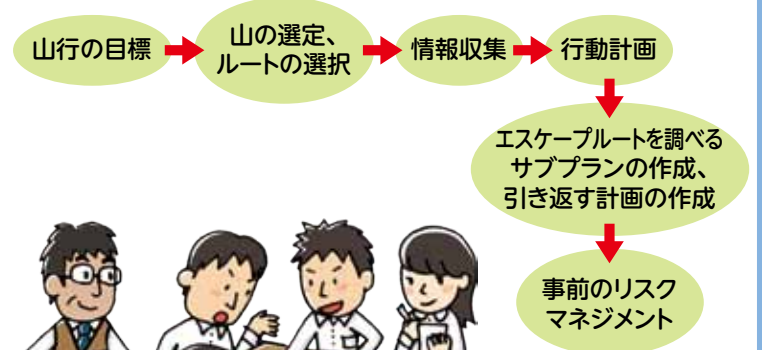 山行の目標
山の選定、
ルートの選択
情報収集
行動計画
エスケープルートを調べる
サブプランの作成、
引き返す計画の作成
事前のリスク
マネジメント